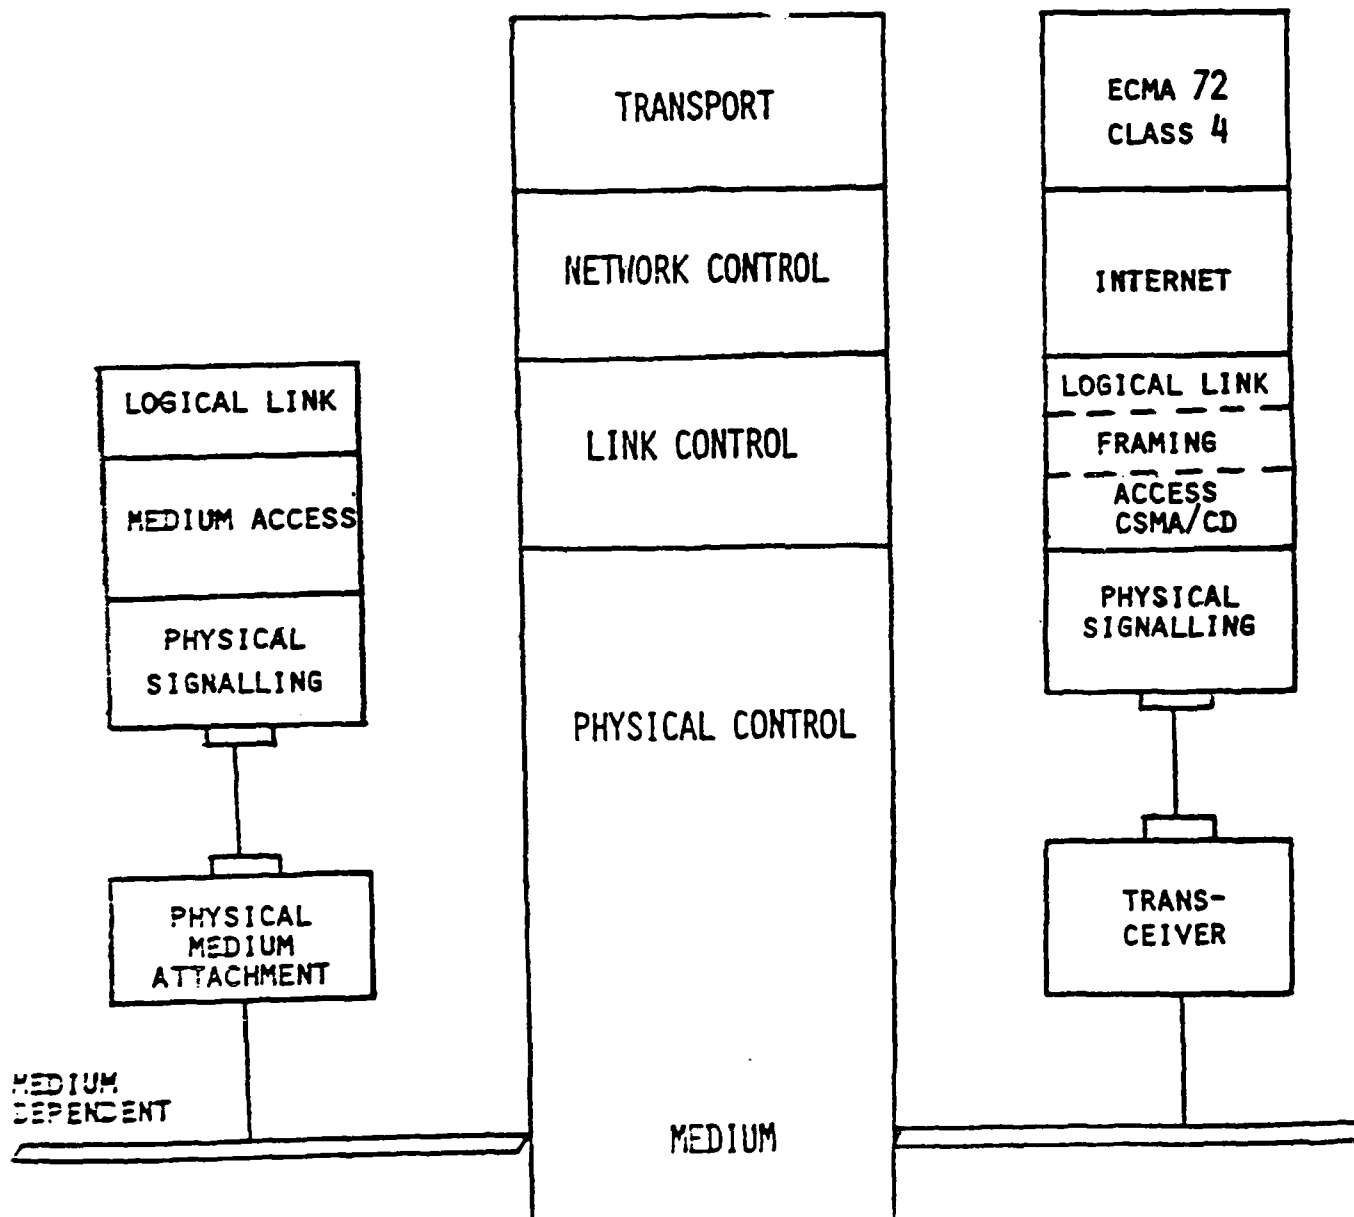 LOGICAL LINK
MEDIUM ACCESS
PHYSICAL
SIGNALLING
PHYSICAL
MEDIUM
ATTACHMENT
MEDIUM
DEPENDENT
TRANSPORT
NETWORK CONTROL
LINK CONTROL
PHYSICAL CONTROL
MEDIUM
ECMA 72
CLASS 4
INTERNET
LOGICAL LINK
FRAMING
ACCESS
CSMA/CD
PHYSICAL
SIGNALLING
TRANS-
CEIVER